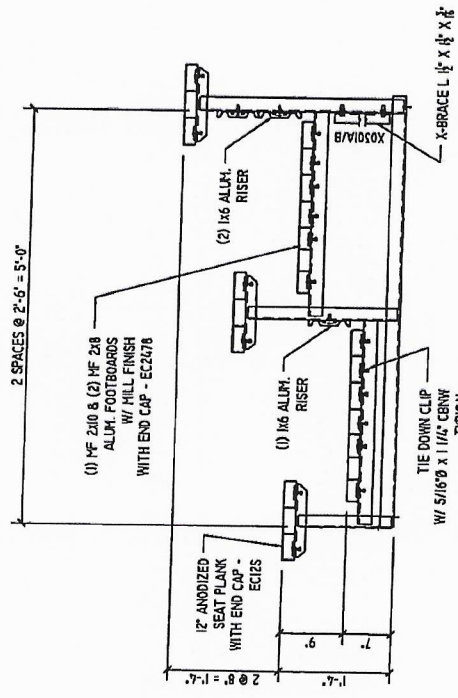 2 SPACES @ 2'-6" = 5'-0"
(1) MF 2X10 & (2) MF 2X8
ALUM. FOOTBOARDS
W/ MILL FINISH
WITH END CAP - EC2478
(2) 1X6 ALUM.
RISER
12" ANODIZED
SEAT PLANK
WITH END CAP -
EC12S
(1) 1X6 ALUM.
RISER
X0501A/B
X-BRACE L 1½" X 1½" X 3/16"
TIE DOWN CLIP
W/ 5/16"Ø X 1 1/4" CBNW
2 @ 8" = 1'-4"
9"
7"
1'-4"